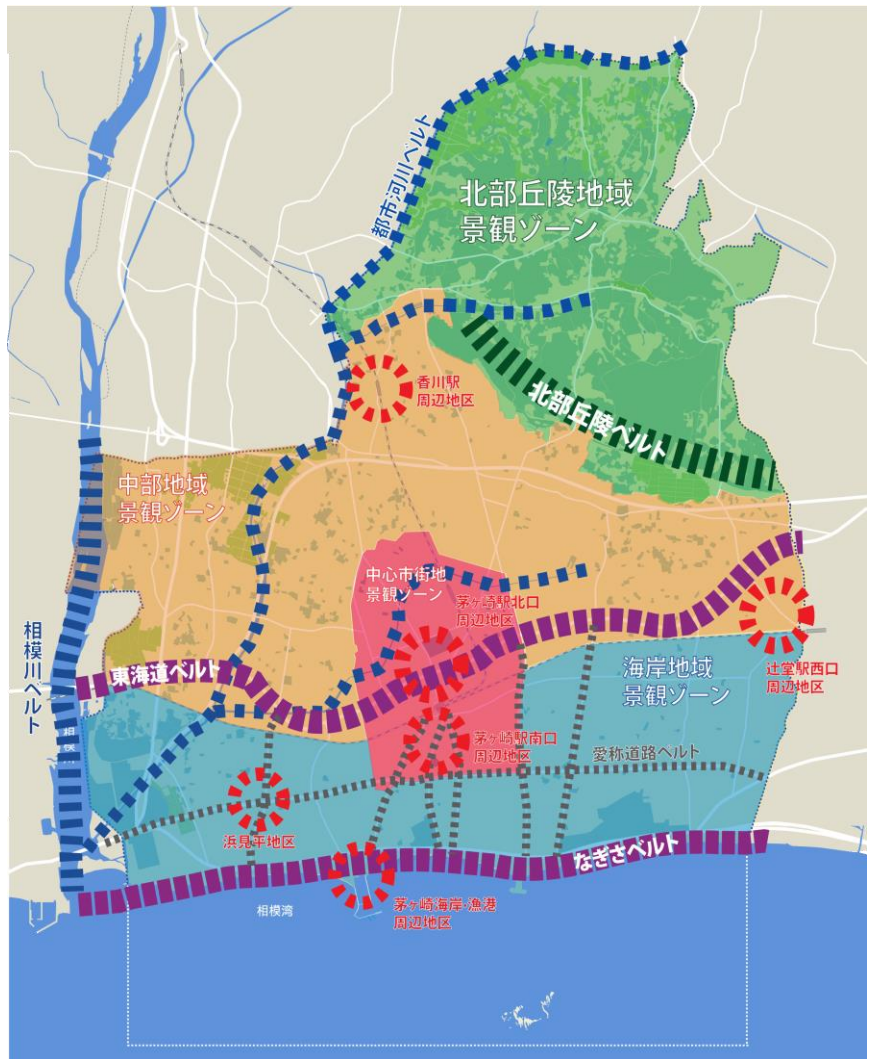 都市河川ベルト
北部丘陵地域
景観ゾーン
香川駅
周辺地区
北部丘陵ベルト
中部地域
景観ゾーン
中心市街地
景観ゾーン
茅ヶ崎駅北口
周辺地区
相模川ベルト
東海道ベルト
海岸地域
景観ゾーン
辻堂駅西口
周辺地区
相模川
茅ヶ崎駅南口
周辺地区
愛称道路ベルト
浜見平地区
なぎさベルト
茅ヶ崎海岸・漁港
周辺地区
相模湾